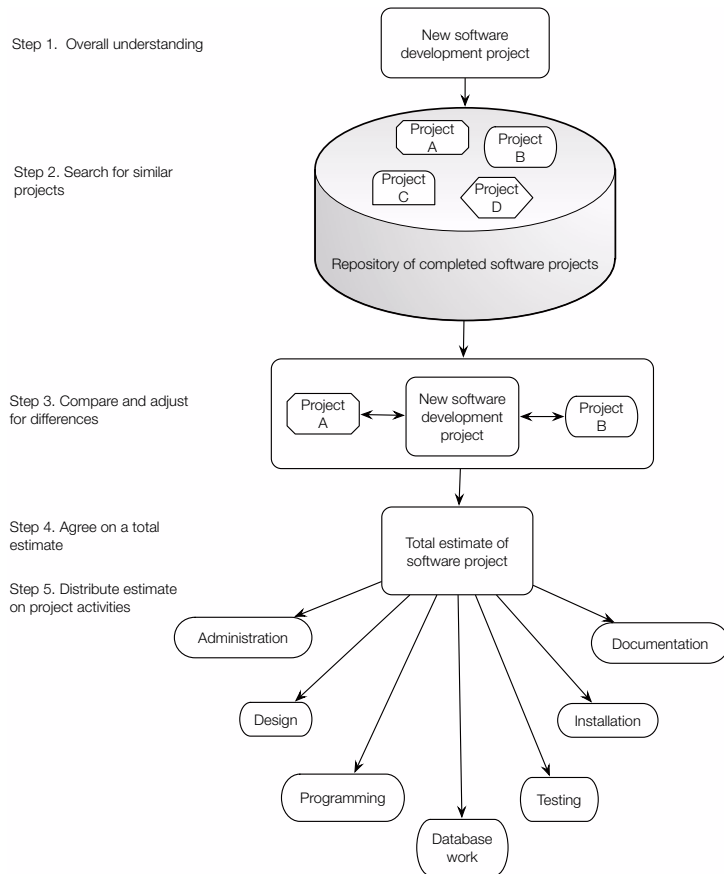 Step 1.  Overall understanding
New software
development project
Step 2. Search for similar
projects
Project
A
Project
B
Project
C
Project
D
Repository of completed software projects
Step 3. Compare and adjust
for differences
Project
A
New software
development
project
Project
B
Step 4. Agree on a total
estimate
Total estimate of
software project
Step 5. Distribute estimate
on project activities
Administration
Documentation
Design
Installation
Programming
Testing
Database
work